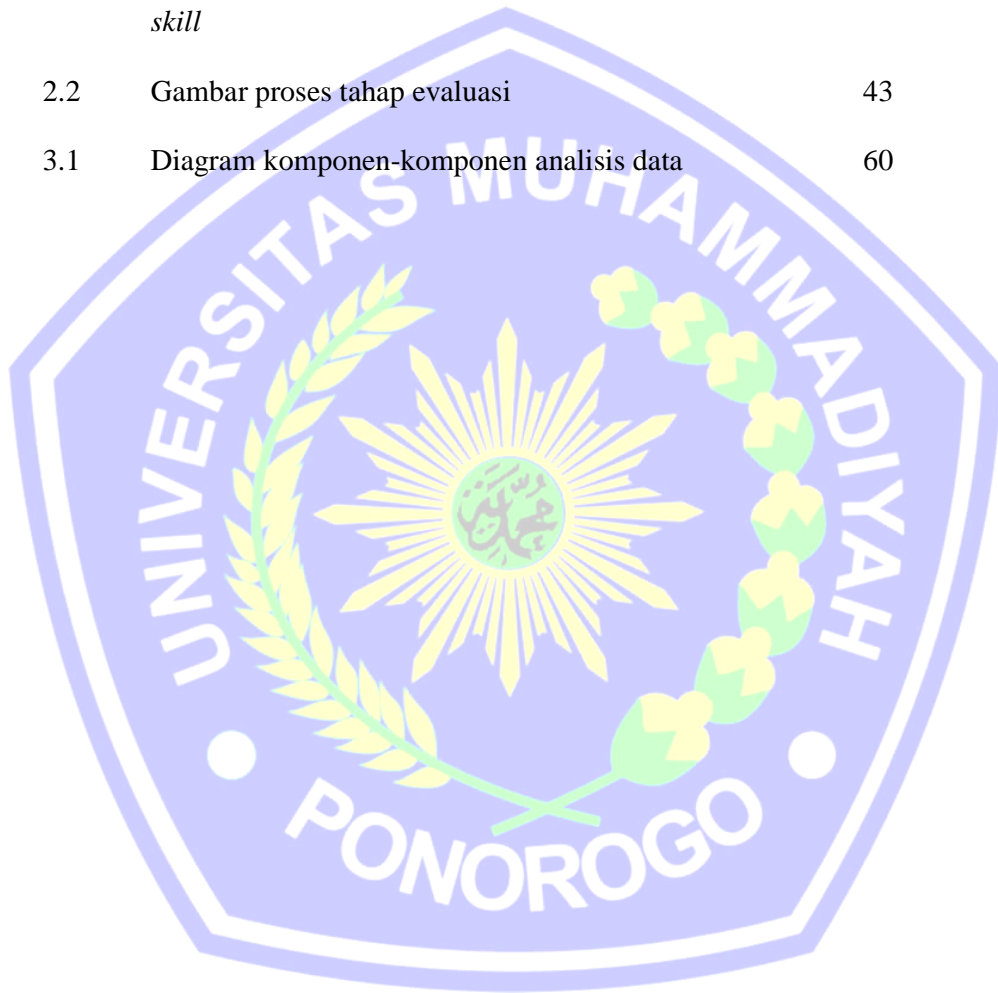 skill
2.2 Gambar proses tahap evaluasi 43
3.1 Diagram komponen-komponen analisis data 60
UNIVERSITAS MUHAMMADIYAH
محمدية
PONOROGO